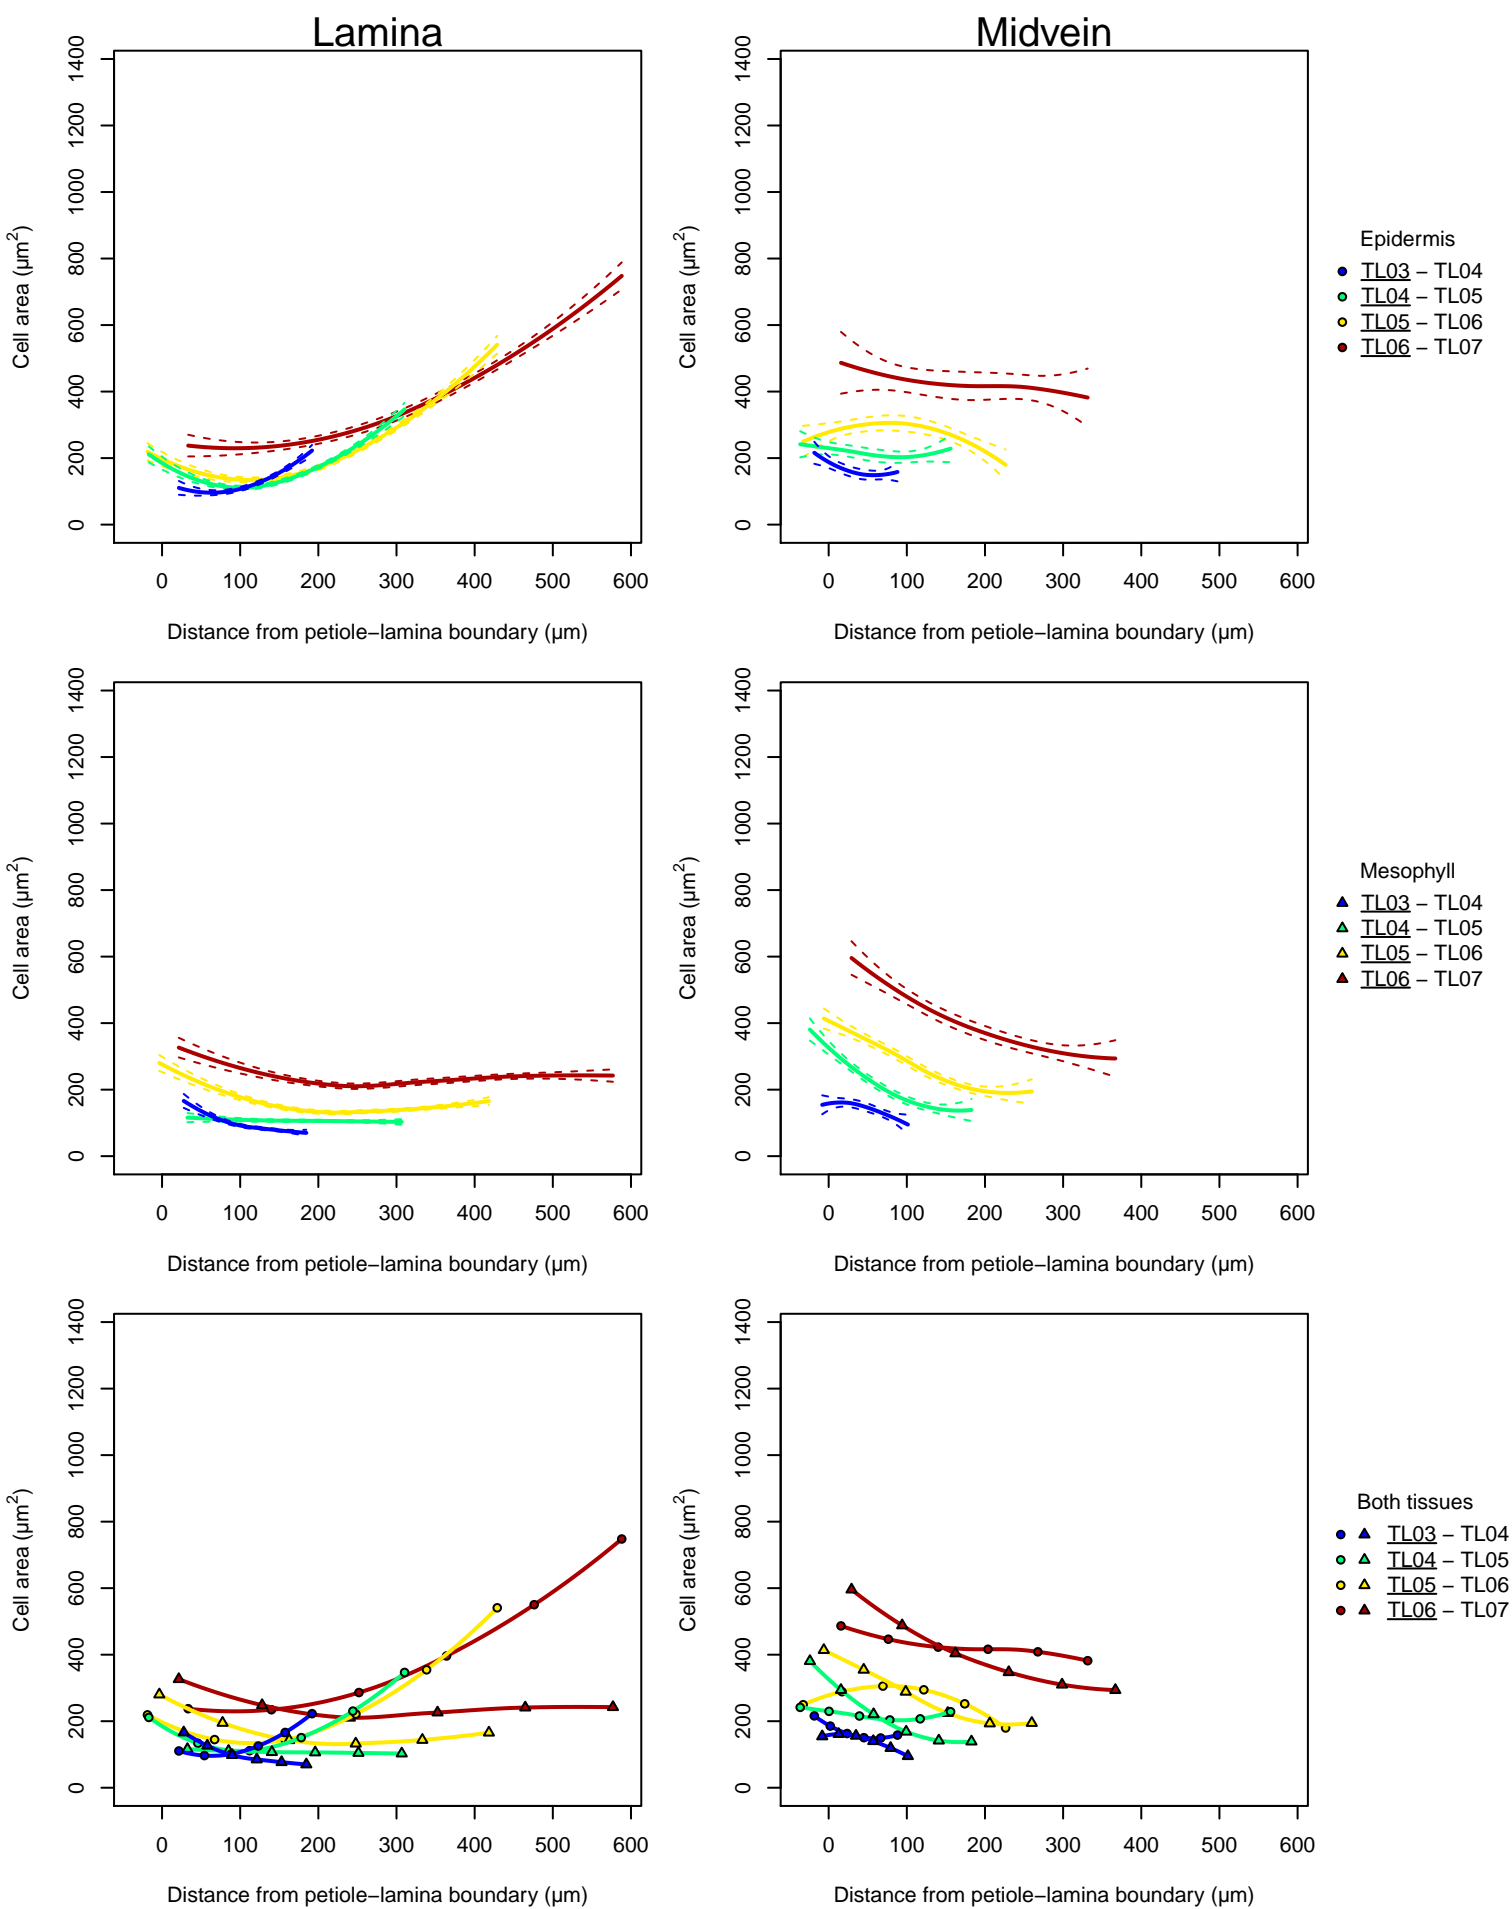 Lamina
Midvein
Cell area (µm²)
0 200 400 600 800 1000 1200 1400
0 100 200 300 400 500 600
Distance from petiole−lamina boundary (µm)
Cell area (µm²)
0 200 400 600 800 1000 1200 1400
0 100 200 300 400 500 600
Distance from petiole−lamina boundary (µm)
Epidermis
TL03 − TL04
TL04 − TL05
TL05 − TL06
TL06 − TL07
Cell area (µm²)
0 200 400 600 800 1000 1200 1400
0 100 200 300 400 500 600
Distance from petiole−lamina boundary (µm)
Cell area (µm²)
0 200 400 600 800 1000 1200 1400
0 100 200 300 400 500 600
Distance from petiole−lamina boundary (µm)
Mesophyll
TL03 − TL04
TL04 − TL05
TL05 − TL06
TL06 − TL07
Cell area (µm²)
0 200 400 600 800 1000 1200 1400
0 100 200 300 400 500 600
Distance from petiole−lamina boundary (µm)
Cell area (µm²)
0 200 400 600 800 1000 1200 1400
0 100 200 300 400 500 600
Distance from petiole−lamina boundary (µm)
Both tissues
TL03 − TL04
TL04 − TL05
TL05 − TL06
TL06 − TL07